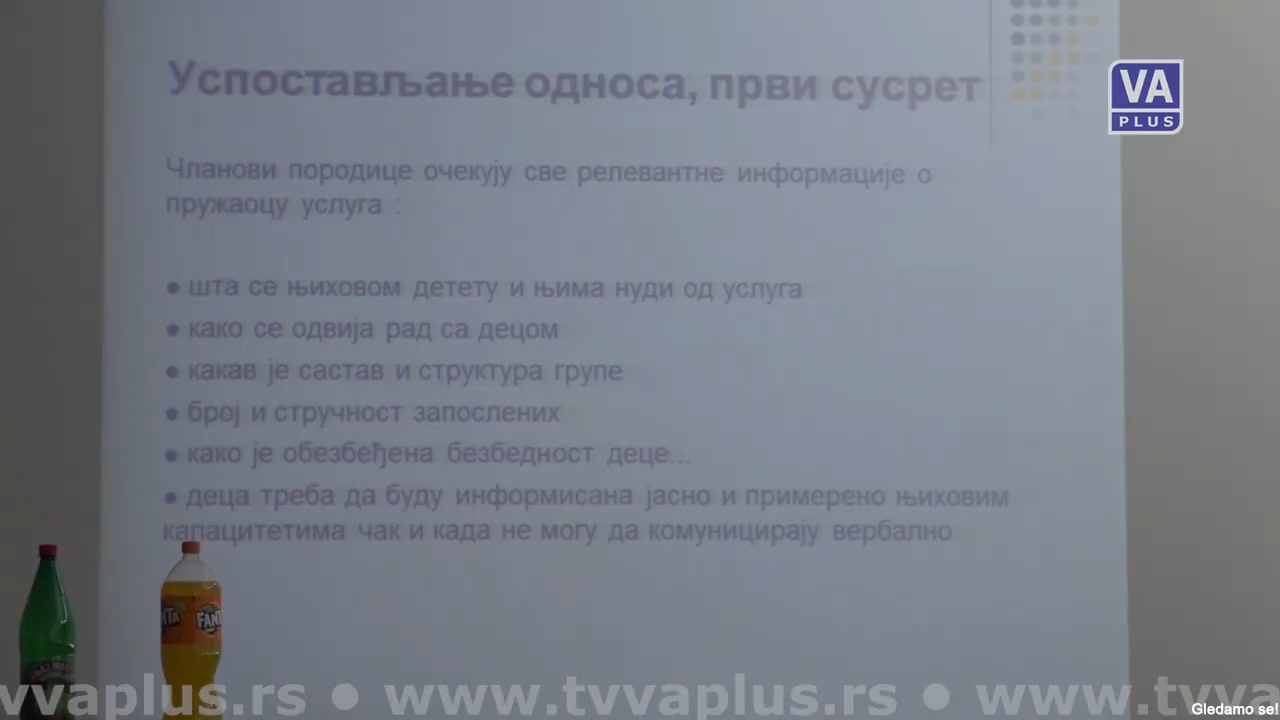 Успостављање односа, први сусрет
VA
PLUS
Чланови породице очекују све релевантне информације о
пружаоцу услуга :
● шта се њиховом детету и њима нуди од услуга
● како се одвија рад са децом
● какав је састав и структура групе
● број и стручност запослених
● како је обезбеђена безбедност деце...
● деца треба да буду информисана јасно и примерено њиховим
капацитетима чак и када не могу да комуницирају вербално
FANTA
vvaplus.rs ● www.tvvaplus.rs ● www.tvva
Gledamo se!